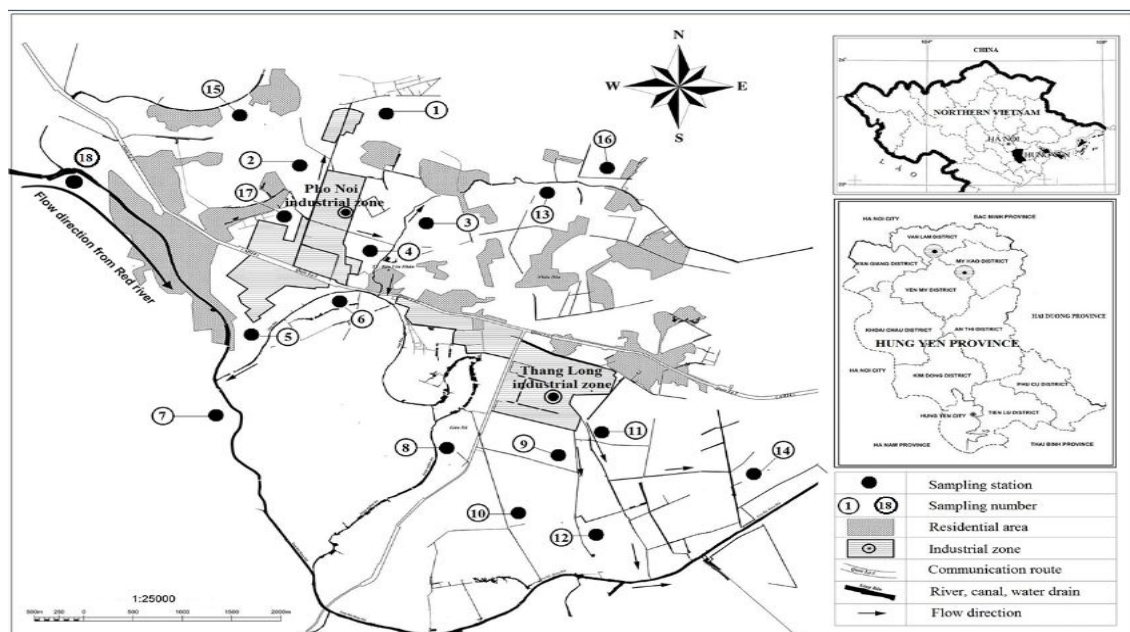 N
W
E
S
15
1
18
2
16
17
Pho Noi
industrial zone
13
3
4
Flow direction from Red river
6
5
Thang Long
industrial zone
7
8
9
11
14
10
12
1:25000
500m
0
500
1000
1500
2000m
CHINA
NORTHERN VIETNAM
HA NOI
HUNG YEN
LAO
HA NOI CITY
BAC NINH PROVINCE
VAN LAM DISTRICT
VAN GIANG DISTRICT
MY HAO DISTRICT
YEN MY DISTRICT
HAI DUONG PROVINCE
KHOAI CHAU DISTRICT
AN THI DISTRICT
HUNG YEN PROVINCE
HA NOI CITY
KIM DONG DISTRICT
PHU CU DISTRICT
HUNG YEN CITY
TIEN LU DISTRICT
HA NAM PROVINCE
THAI BINH PROVINCE
Sampling station
1 18 Sampling number
Residential area
Industrial zone
Communication route
River, canal, water drain
Flow direction